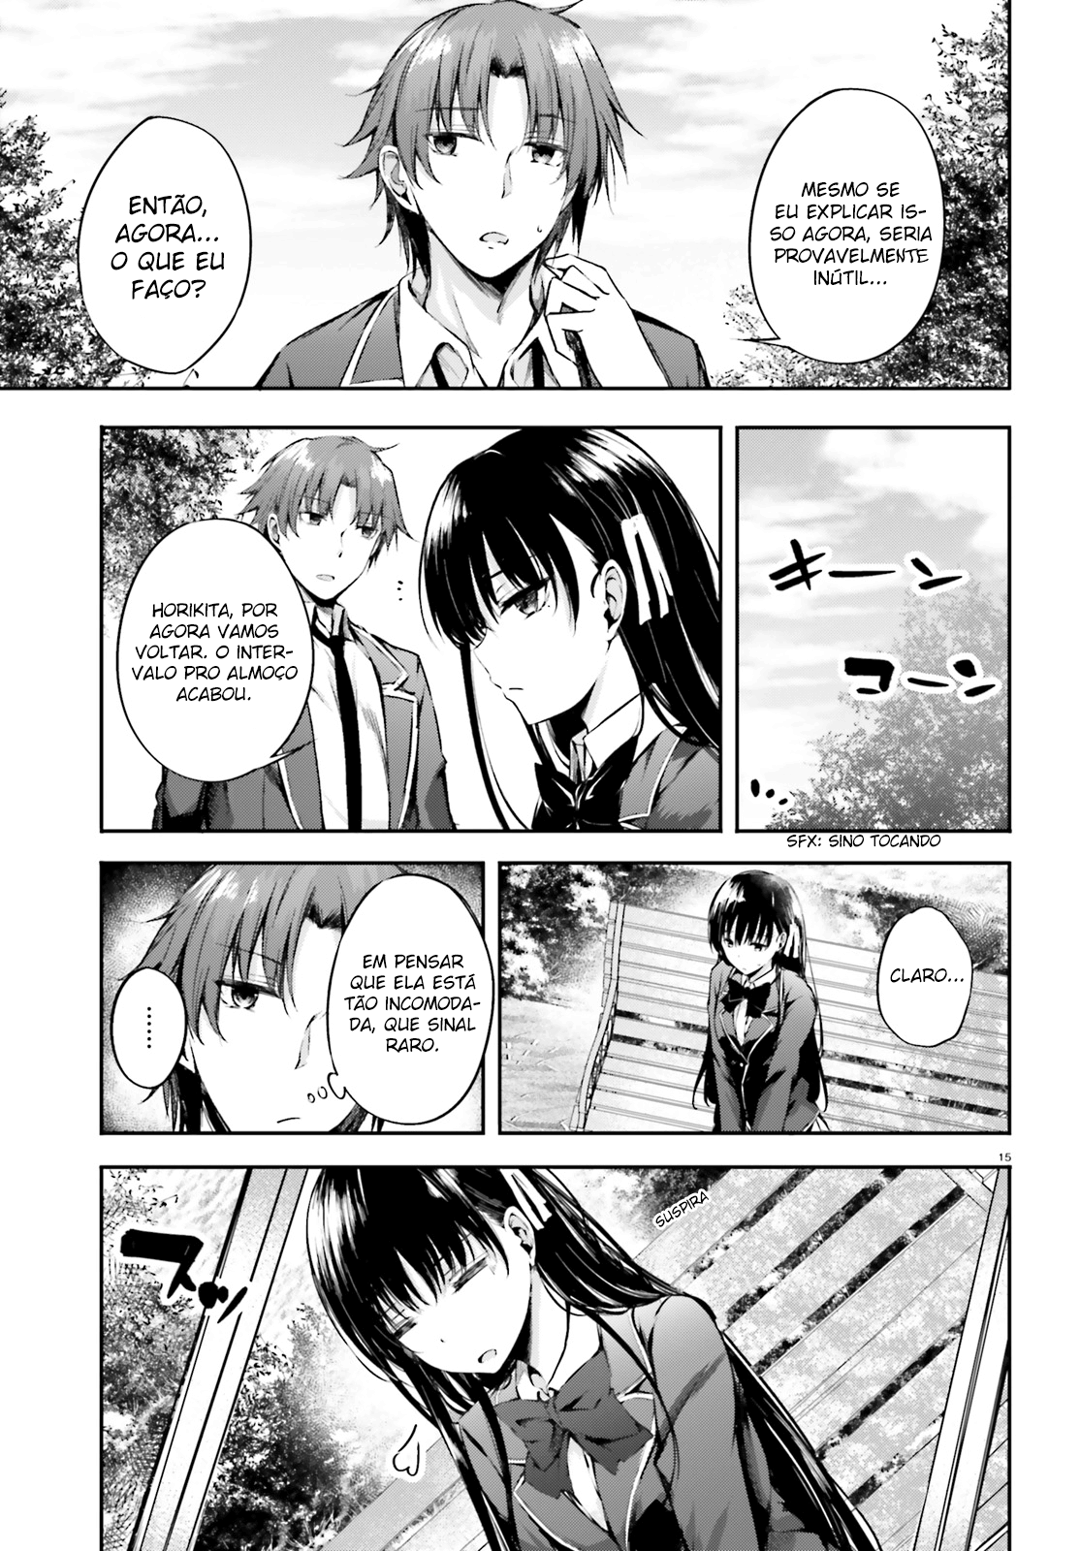 MESMO SE
EU EXPLICAR IS-
SO AGORA, SERIA
PROVAVELMENTE
INÚTIL...
ENTÃO,
AGORA...
O QUE EU
FAÇO?
キーン
コーン
SFX: SINO TOCANDO
...
HORIKITA, POR
AGORA VAMOS
VOLTAR. O INTER-
VALO PRO ALMOÇO
ACABOU.
CLARO...
EM PENSAR
QUE ELA ESTÁ
TÃO INCOMODA-
DA, QUE SINAL
RARO.
......
15
SUSPIRA
スッ